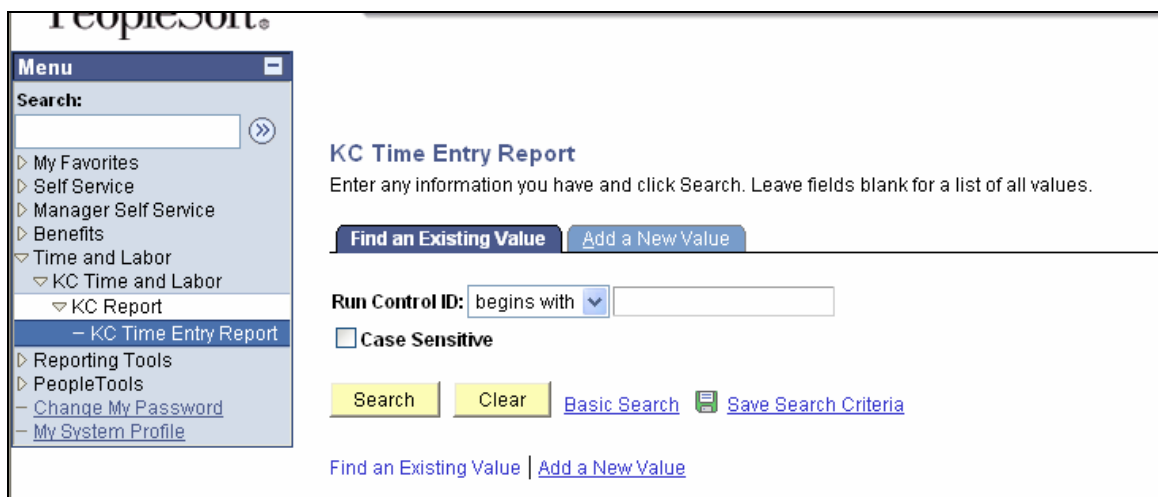 PeopleSoft®
Menu
Search:
My Favorites
Self Service
Manager Self Service
Benefits
Time and Labor
KC Time and Labor
KC Report
KC Time Entry Report
Reporting Tools
PeopleTools
Change My Password
My System Profile
KC Time Entry Report
Enter any information you have and click Search. Leave fields blank for a list of all values.
Find an Existing Value Add a New Value
Run Control ID: begins with
Case Sensitive
Search Clear Basic Search Save Search Criteria
Find an Existing Value | Add a New Value